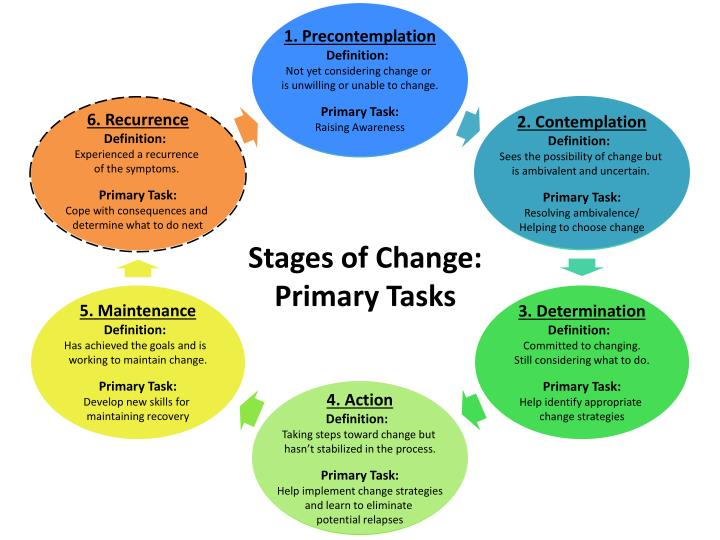 1. Precontemplation
Definition:
Not yet considering change or
is unwilling or unable to change.
Primary Task:
Raising Awareness
2. Contemplation
Definition:
Sees the possibility of change but
is ambivalent and uncertain.
Primary Task:
Resolving ambivalence/
Helping to choose change
3. Determination
Definition:
Committed to changing.
Still considering what to do.
Primary Task:
Help identify appropriate
change strategies
4. Action
Definition:
Taking steps toward change but
hasn’t stabilized in the process.
Primary Task:
Help implement change strategies
and learn to eliminate
potential relapses
5. Maintenance
Definition:
Has achieved the goals and is
working to maintain change.
Primary Task:
Develop new skills for
maintaining recovery
6. Recurrence
Definition:
Experienced a recurrence
of the symptoms.
Primary Task:
Cope with consequences and
determine what to do next
Stages of Change:
Primary Tasks